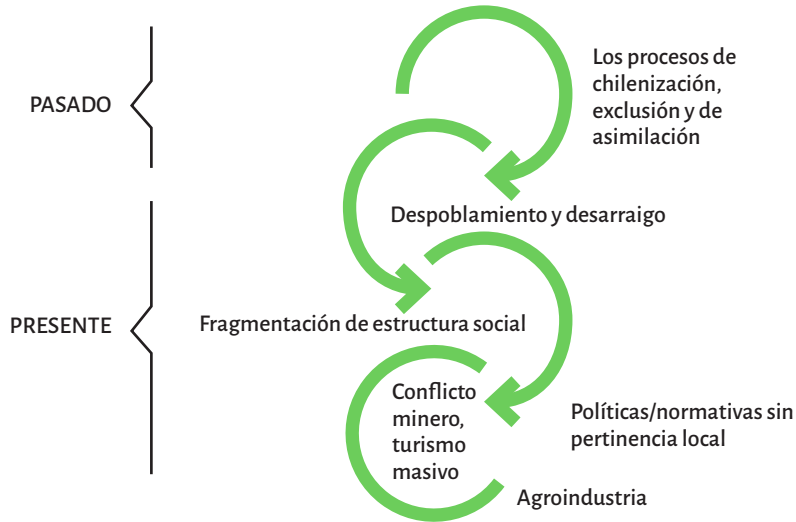 PASADO
Los procesos de
chilenización,
exclusión y de
asimilación
Despoblamiento y desarraigo
PRESENTE
Fragmentación de estructura social
Conflicto
minero,
turismo
masivo
Políticas/normativas sin
pertinencia local
Agroindustria